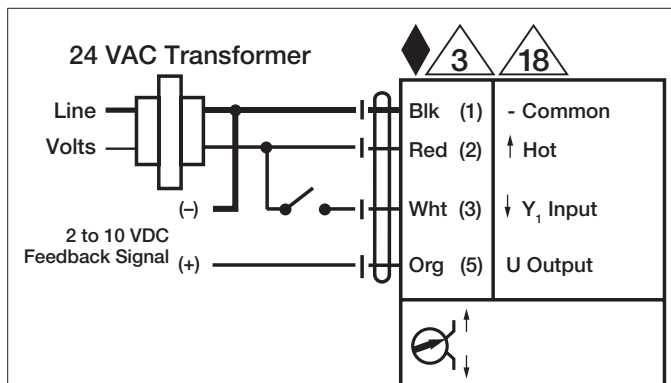 24 VAC Transformer
3 18
Line
Volts
Blk (1) - Common
Red (2) Hot
(–) Wht (3) Y₁ Input
2 to 10 VDC
Feedback Signal (+) Org (5) U Output